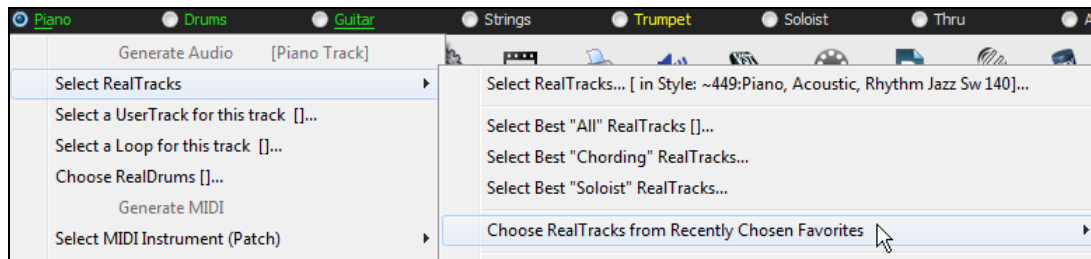 Piano Drums Guitar Strings Trumpet Soloist Thru A
Generate Audio [Piano Track]
Select RealTracks
Select a UserTrack for this track []...
Select a Loop for this track []...
Choose RealDrums []...
Generate MIDI
Select MIDI Instrument (Patch)
Select RealTracks... [ in Style: ~449:Piano, Acoustic, Rhythm Jazz Sw 140]...
Select Best "All" RealTracks []...
Select Best "Chording" RealTracks...
Select Best "Soloist" RealTracks...
Choose RealTracks from Recently Chosen Favorites